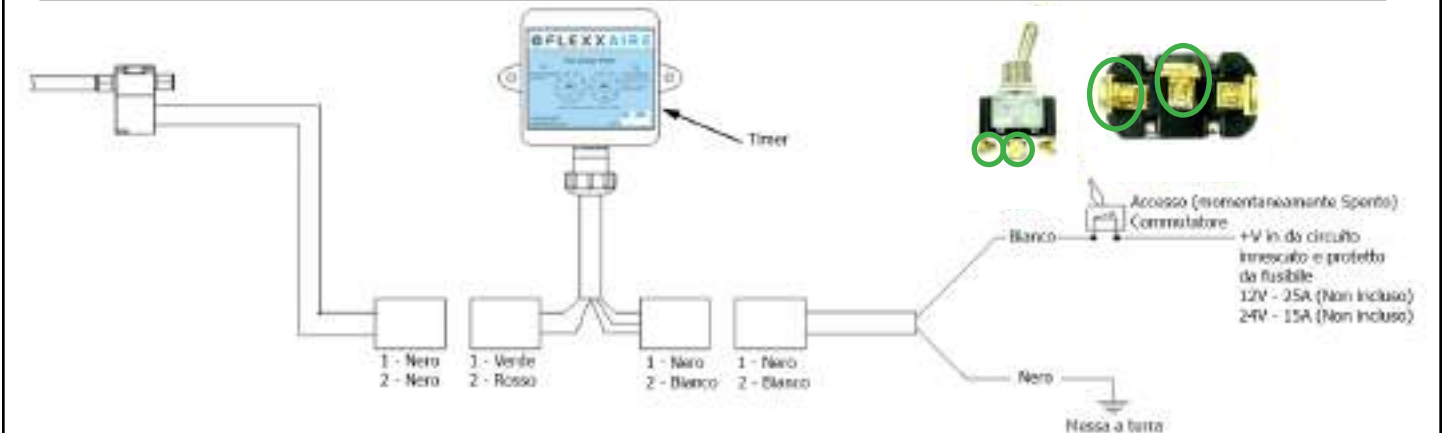 FLEXXAIRE
Timer
Accesso (momentaneamente Spento)
Commutatore
Bianco
+V in da circuito
innescato e protetto
da fusibile
12V - 25A (Non Incluso)
24V - 15A (Non Incluso)
1 - Nero
2 - Nero
1 - Verde
2 - Rosso
1 - Nero
2 - Bianco
1 - Nero
2 - Bianco
Nero
Messa a terra